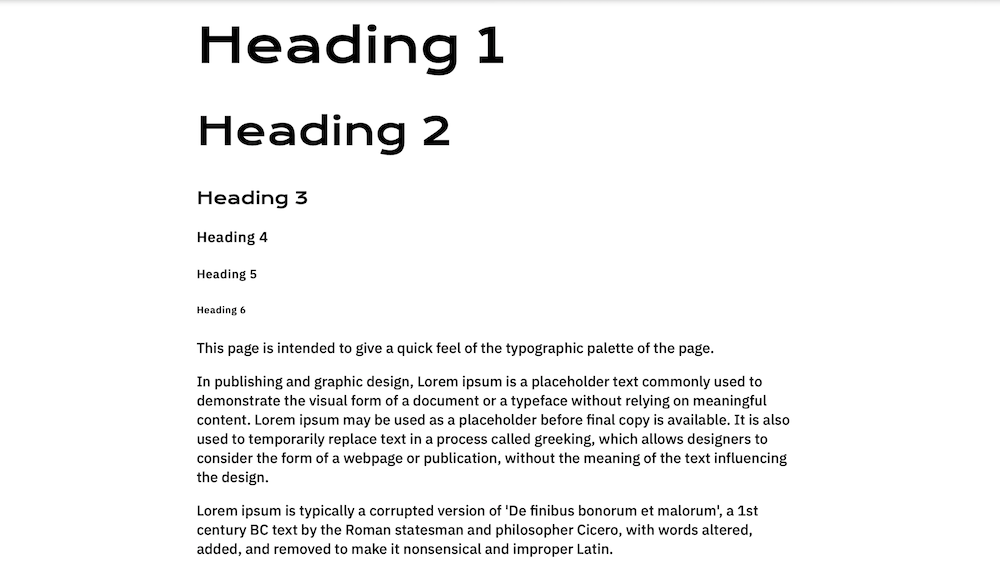 Heading 1
Heading 2
Heading 3
Heading 4
Heading 5
Heading 6
This page is intended to give a quick feel of the typographic palette of the page.
In publishing and graphic design, Lorem ipsum is a placeholder text commonly used to
demonstrate the visual form of a document or a typeface without relying on meaningful
content. Lorem ipsum may be used as a placeholder before final copy is available. It is also
used to temporarily replace text in a process called greeking, which allows designers to
consider the form of a webpage or publication, without the meaning of the text influencing
the design.
Lorem ipsum is typically a corrupted version of 'De finibus bonorum et malorum', a 1st
century BC text by the Roman statesman and philosopher Cicero, with words altered,
added, and removed to make it nonsensical and improper Latin.